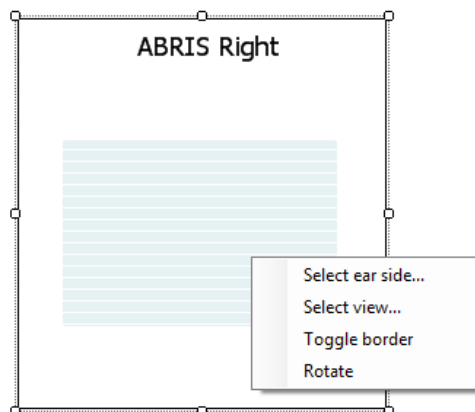 ABRIS Right
Select ear side...
Select view...
Toggle border
Rotate